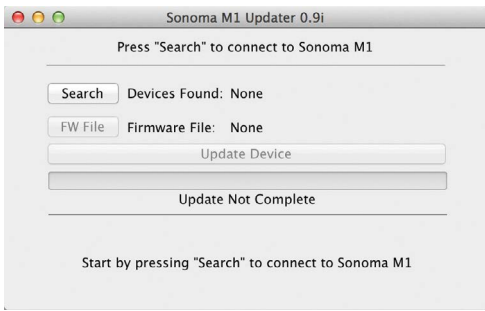 Sonoma M1 Updater 0.9i
Press "Search" to connect to Sonoma M1
Search Devices Found: None
FW File Firmware File: None
Update Device
Update Not Complete
Start by pressing "Search" to connect to Sonoma M1